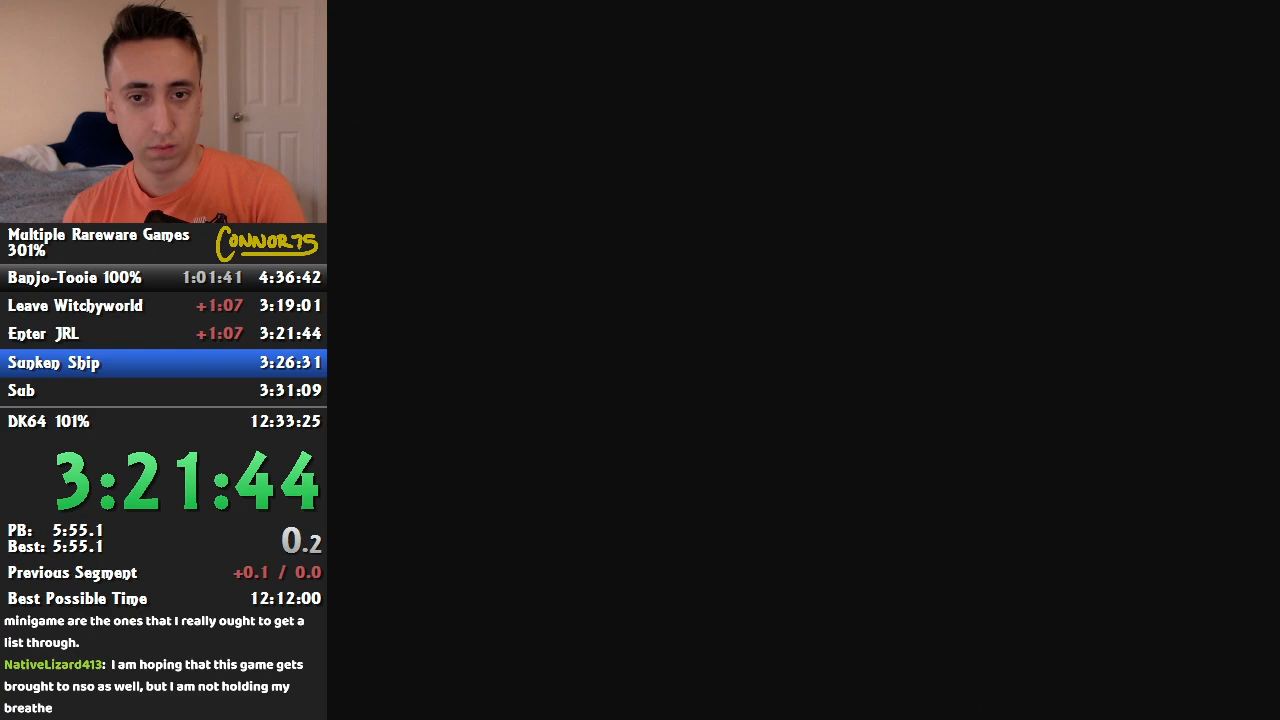 Multiple Rareware Games
301%
CONNOR75
Banjo-Tooie 100% 1:01:41 4:36:42
Leave Witchyworld +1:07 3:19:01
Enter JRL +1:07 3:21:44
Sunken Ship 3:26:31
Sub 3:31:09
DK64 101% 12:33:25
3:21:44
PB: 5:55.1
Best: 5:55.1
0.2
Previous Segment +0.1 / 0.0
Best Possible Time 12:12:00
minigame are the ones that I really ought to get a
list through.
NativeLizard413: I am hoping that this game gets
brought to nso as well, but I am not holding my
breathe